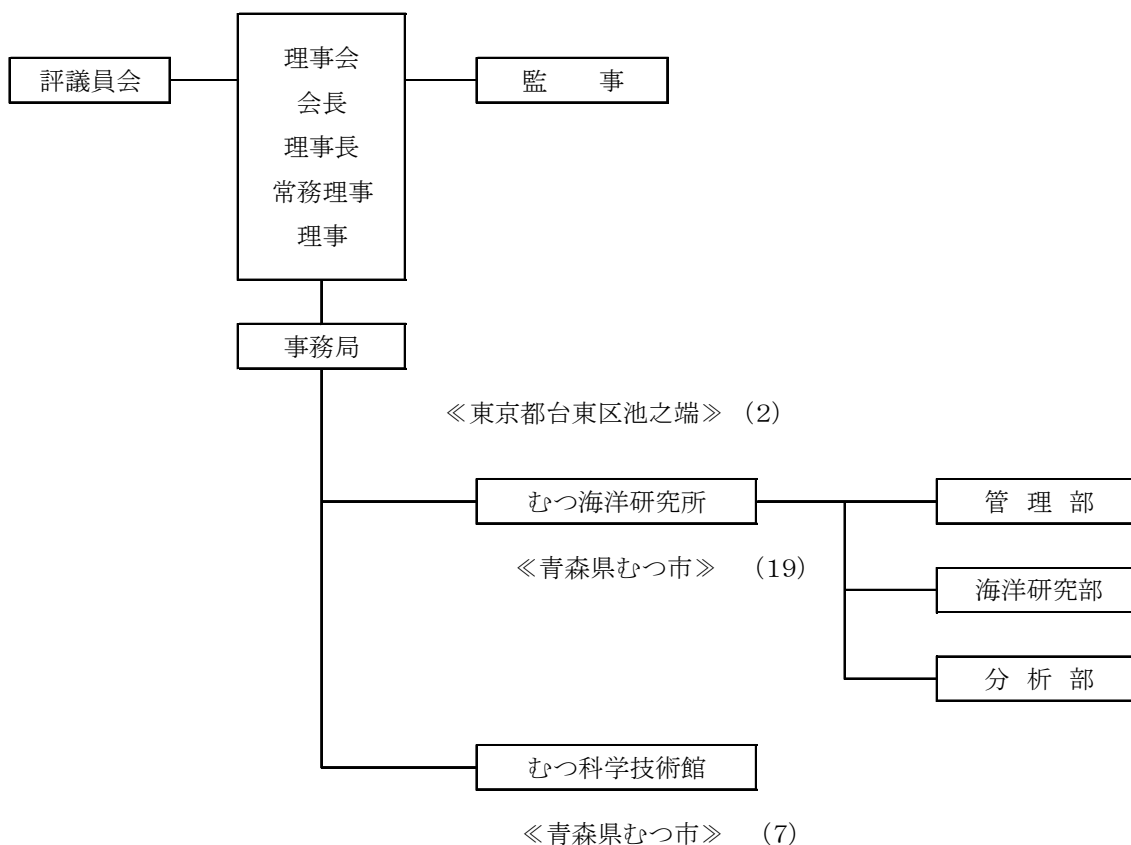 評議員会
理事会
会長
理事長
常務理事
理事
監　事
事務局
≪東京都台東区池之端≫ （2）
むつ海洋研究所
≪青森県むつ市≫ （19）
管 理 部
海洋研究部
分 析 部
むつ科学技術館
≪青森県むつ市≫ （7）